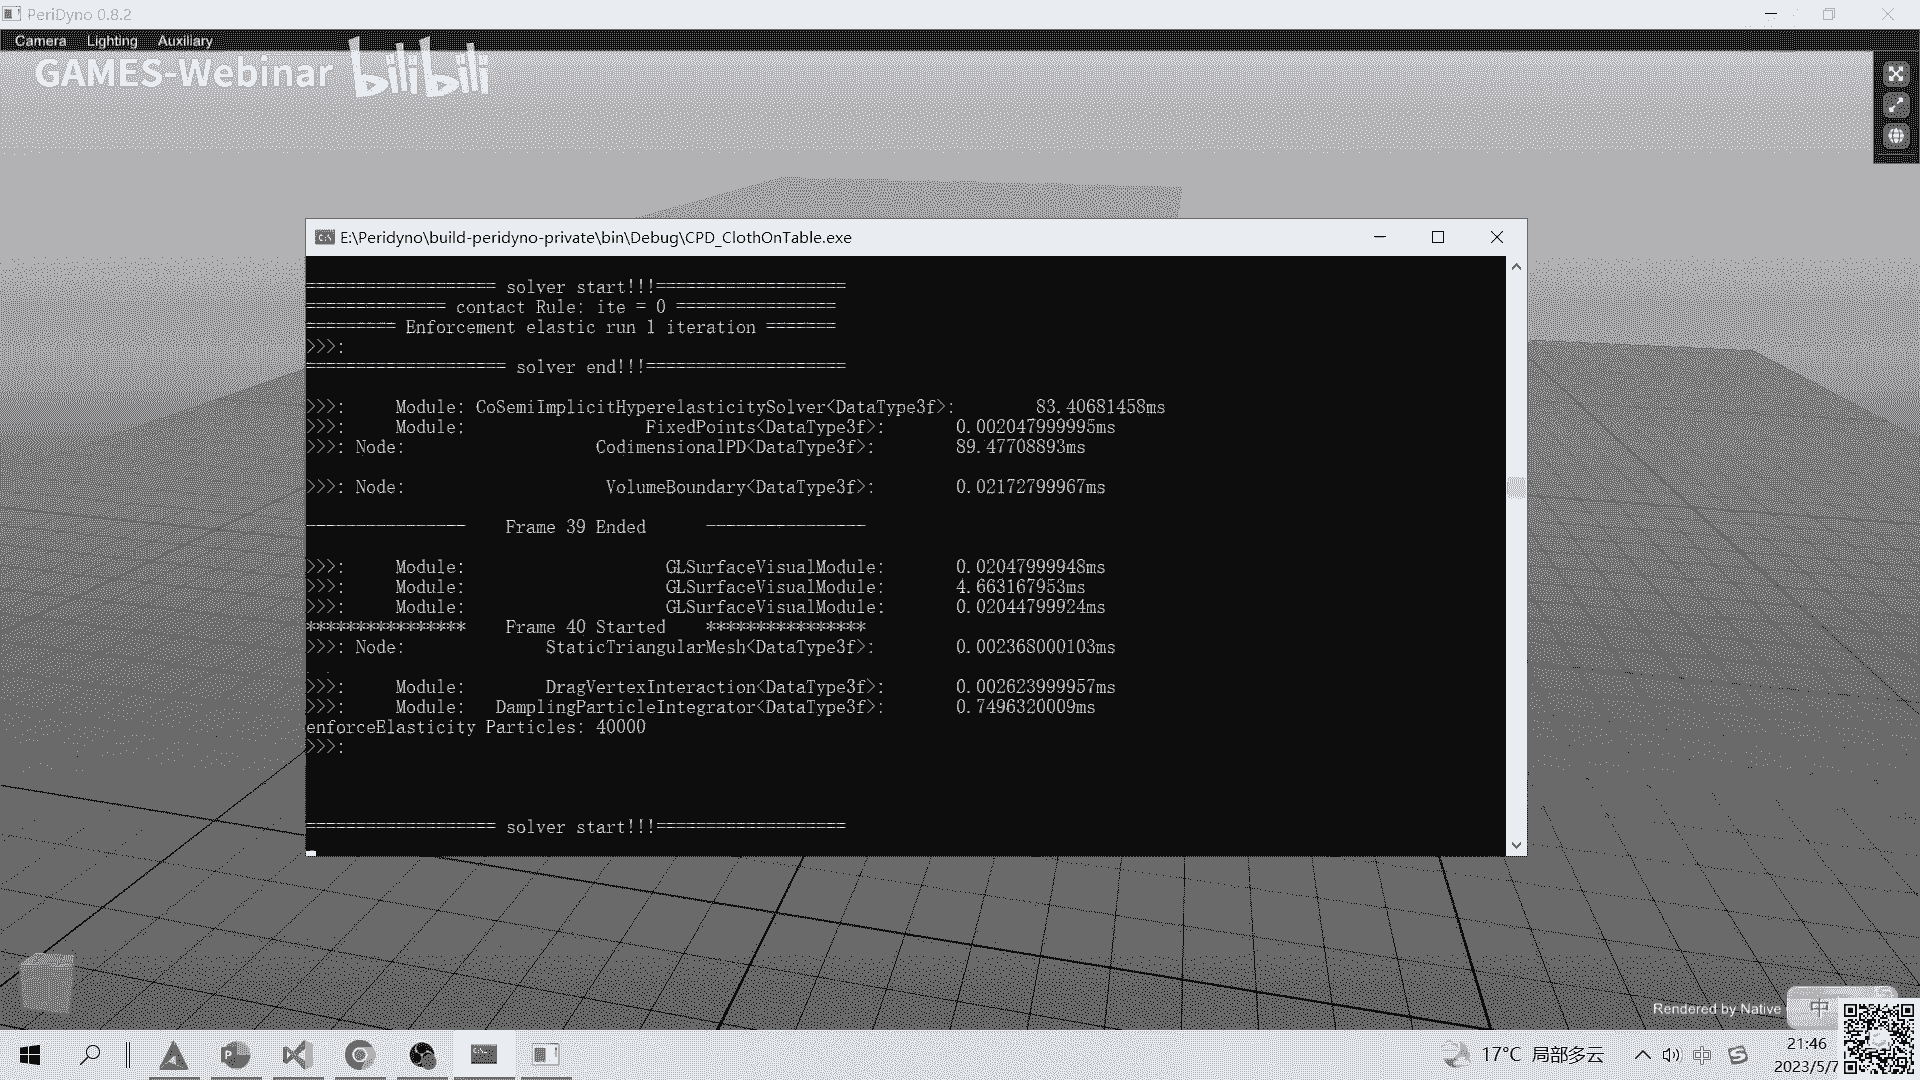 PeriDyno 0.8.2
Camera Lighting Auxiliary
GAMES-Webinar bilibili
E:\Peridyno\build-peridyno-private\bin\Debug\CPD_ClothOnTable.exe
=================== solver start!!!===================
============== contact Rule: ite = 0 ================
========= Enforcement elastic run 1 iteration =======
>>>:
==================== solver end!!!====================
>>>: Module: CoSemiImplicitHyperelasticitySolver<DataType3f>: 83.40681458ms
>>>: Module: FixedPoints<DataType3f>: 0.002047999995ms
>>>: Node: CodimensionalPD<DataType3f>: 89.47708893ms
>>>: Node: VolumeBoundary<DataType3f>: 0.02172799967ms
---------------- Frame 39 Ended ----------------
>>>: Module: GLSurfaceVisualModule: 0.02047999948ms
>>>: Module: GLSurfaceVisualModule: 4.663167953ms
>>>: Module: GLSurfaceVisualModule: 0.02044799924ms
**************** Frame 40 Started ****************
>>>: Node: StaticTriangularMesh<DataType3f>: 0.002368000103ms
>>>: Module: DragVertexInteraction<DataType3f>: 0.002623999957ms
>>>: Module: DamplingParticleIntegrator<DataType3f>: 0.7496320009ms
enforceElasticity Particles: 40000
>>>:
=================== solver start!!!===================
Rendered by Native
中
17°C 局部多云
中
21:46
2023/5/7